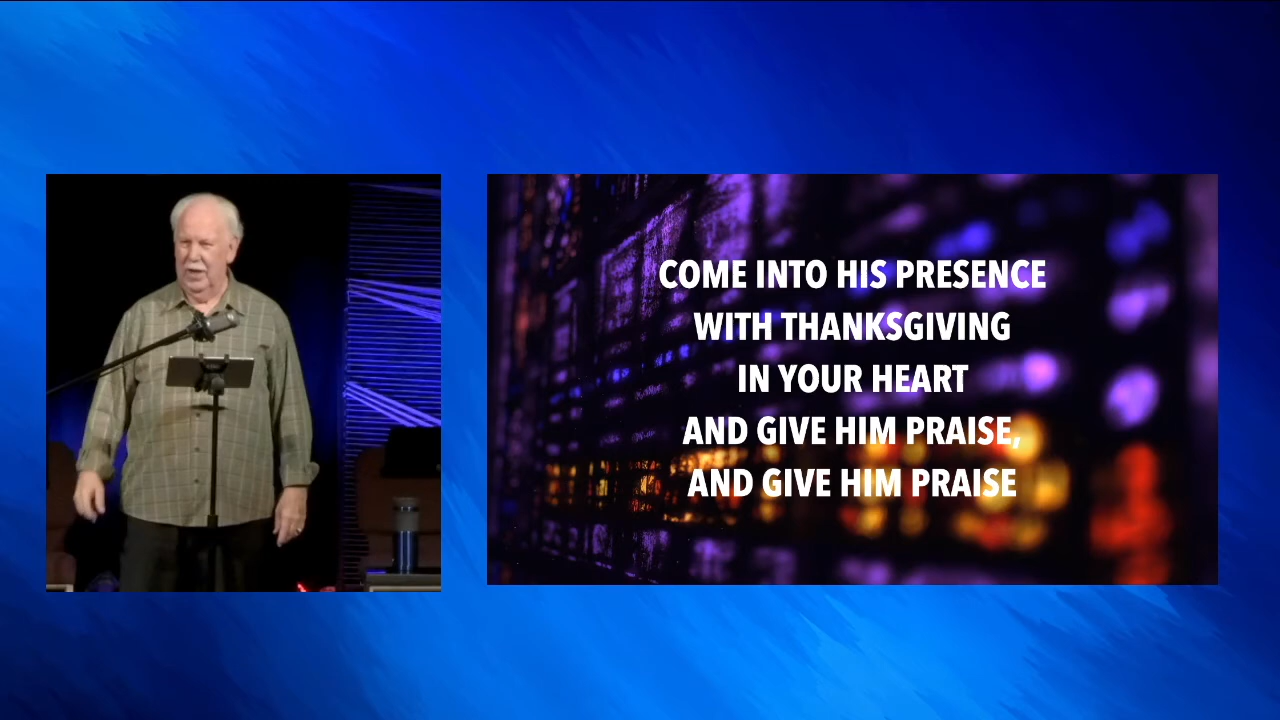 COME INTO HIS PRESENCE
WITH THANKSGIVING
IN YOUR HEART
AND GIVE HIM PRAISE,
AND GIVE HIM PRAISE